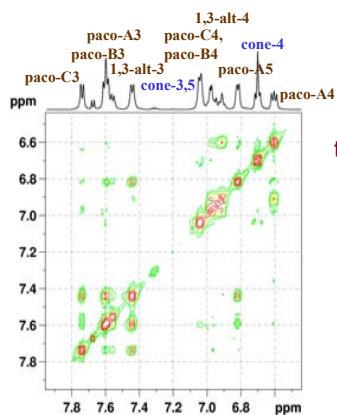 1,3-alt-4
paco-A3 paco-C4,
paco-B3 paco-B4 cone-4
paco-C3 1,3-alt-3 paco-A5
cone-3,5
paco-A4
ppm
6.6
6.8
7.0
7.2
7.4
7.6
7.8
7.8 7.6 7.4 7.2 7.0 6.8 ppm